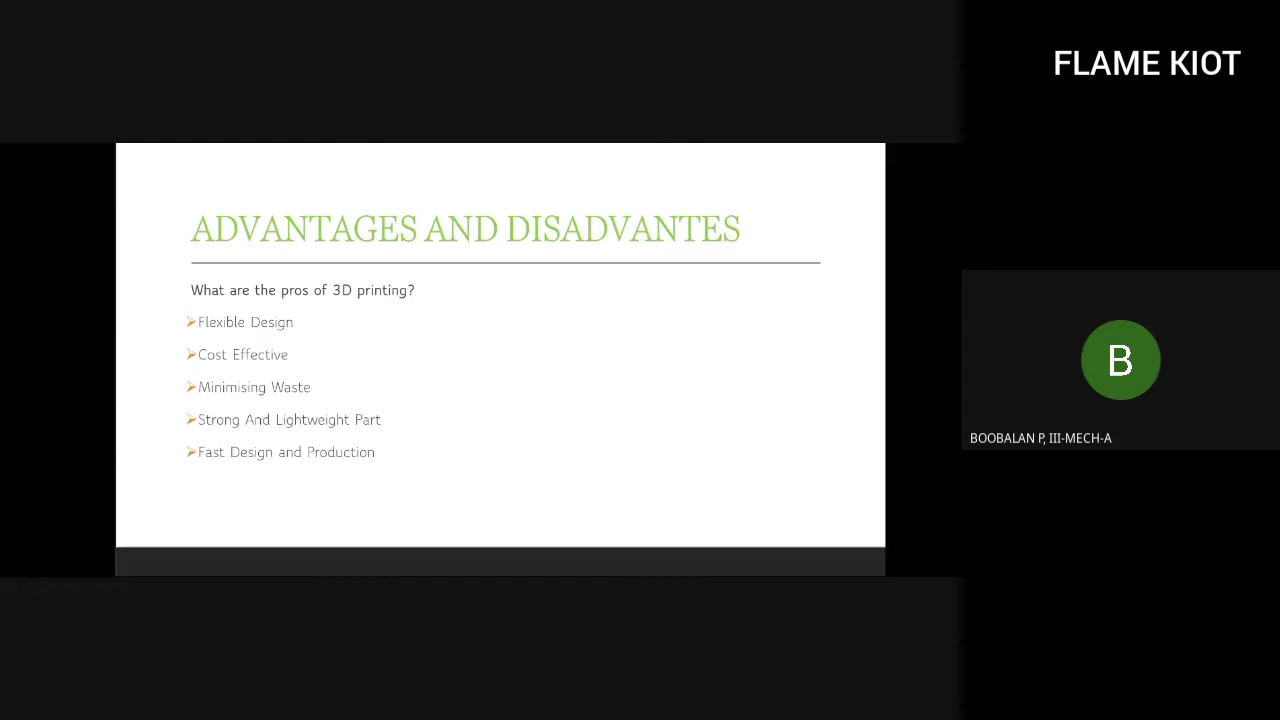 FLAME KIOT
ADVANTAGES AND DISADVANTES
What are the pros of 3D printing?
➢Flexible Design
➢Cost Effective
➢Minimising Waste
➢Strong And Lightweight Part
➢Fast Design and Production
B
BOOBALAN P, III-MECH-A